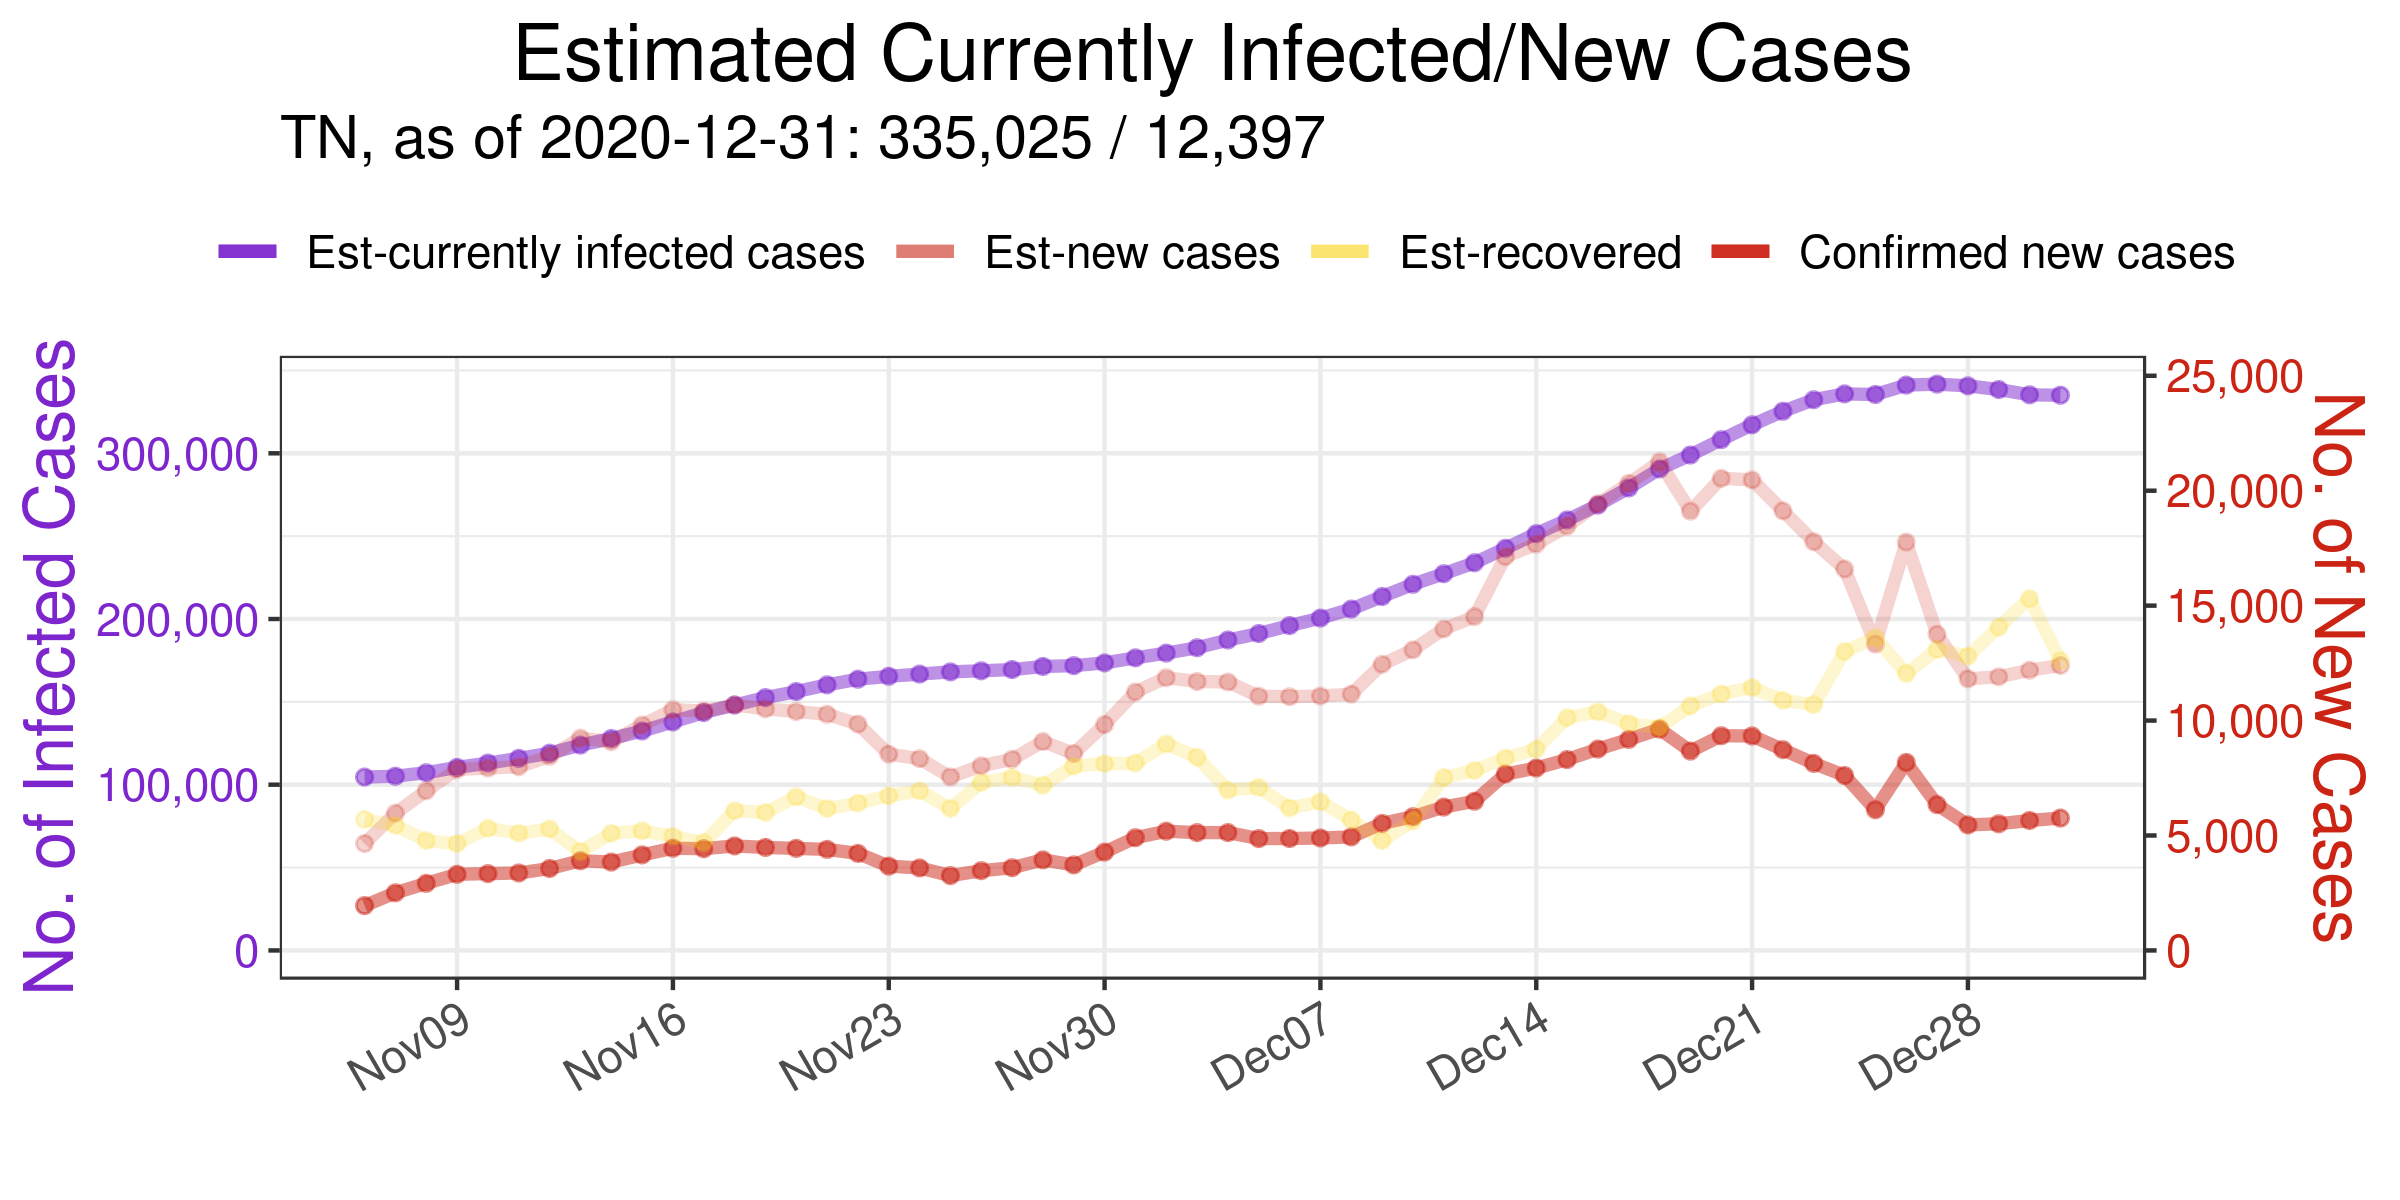 Estimated Currently Infected/New Cases
TN, as of 2020-12-31: 335,025 / 12,397
Est-currently infected cases Est-new cases Est-recovered Confirmed new cases
No. of Infected Cases
300,000
200,000
100,000
0
25,000
20,000
15,000
10,000
5,000
0
No. of New Cases
Nov09 Nov16 Nov23 Nov30 Dec07 Dec14 Dec21 Dec28